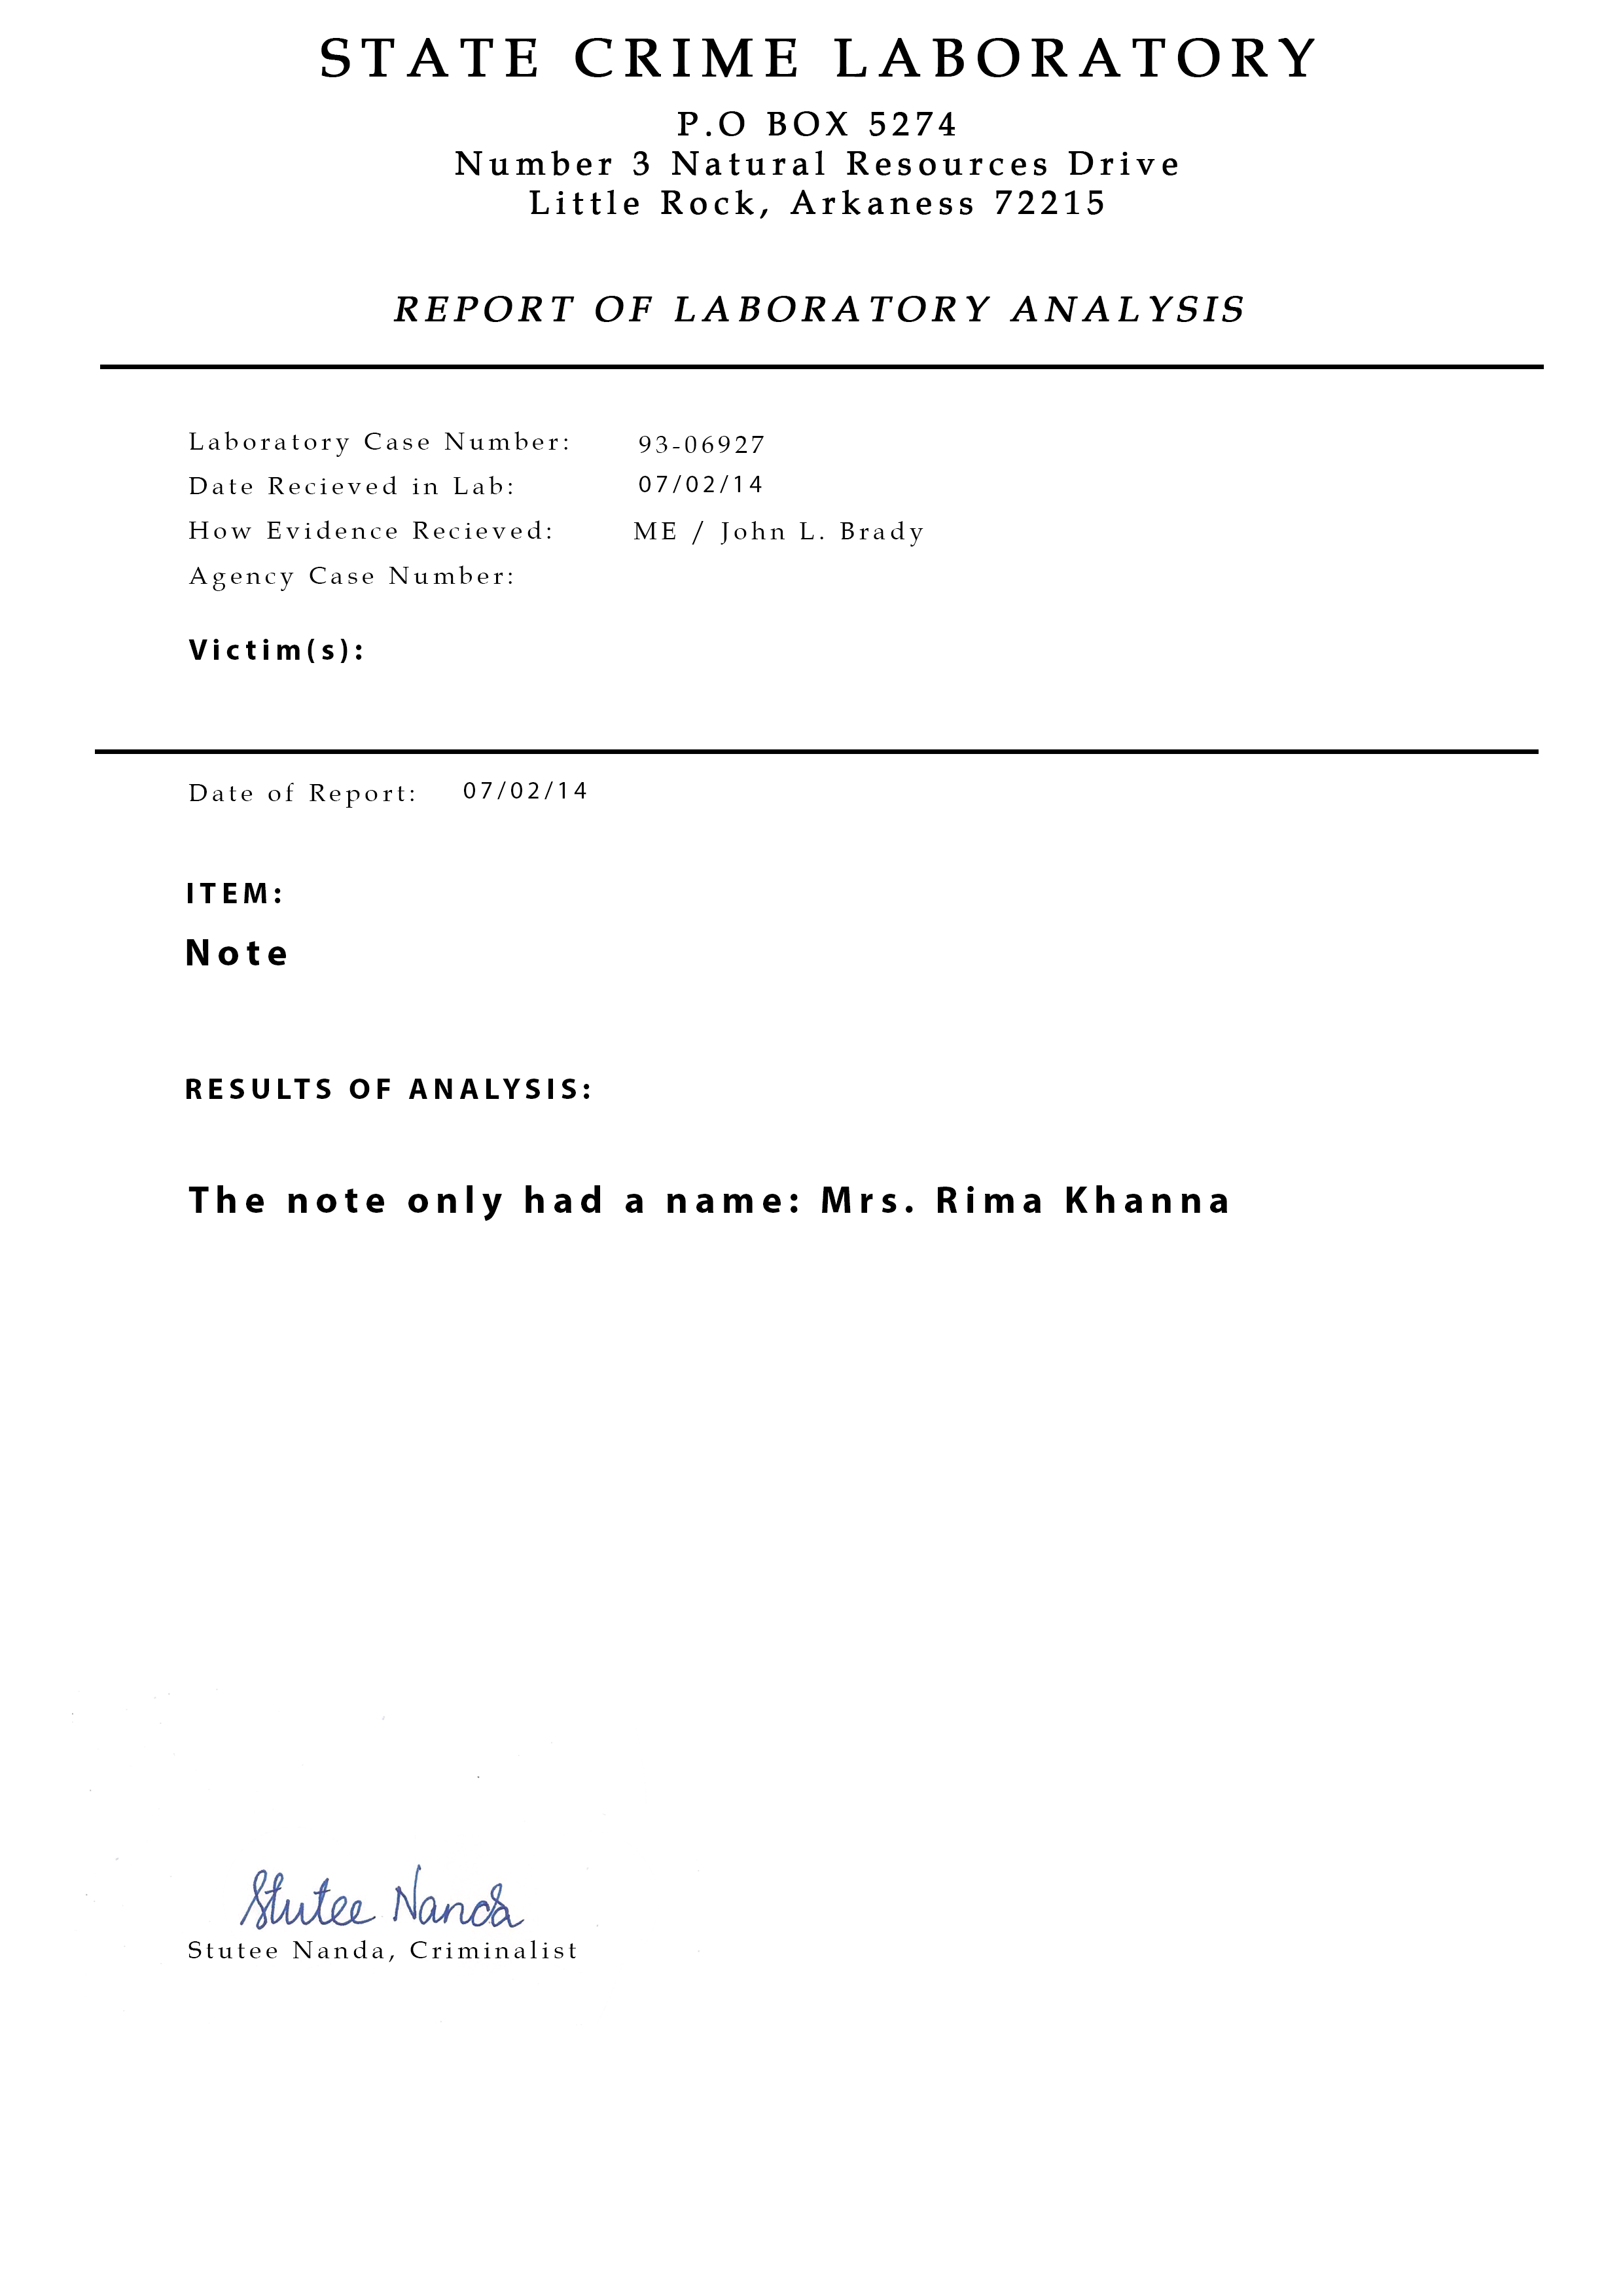 STATE CRIME LABORATORY
P.O BOX 5274
Number 3 Natural Resources Drive
Little Rock, Arkaness 72215
REPORT OF LABORATORY ANALYSIS
Laboratory Case Number: 93-06927
Date Recieved in Lab: 07/02/14
How Evidence Recieved: ME / John L. Brady
Agency Case Number:
Victim(s):
Date of Report: 07/02/14
ITEM:
Note
RESULTS OF ANALYSIS:
The note only had a name: Mrs. Rima Khanna
Stutee Nanda
Stutee Nanda, Criminalist